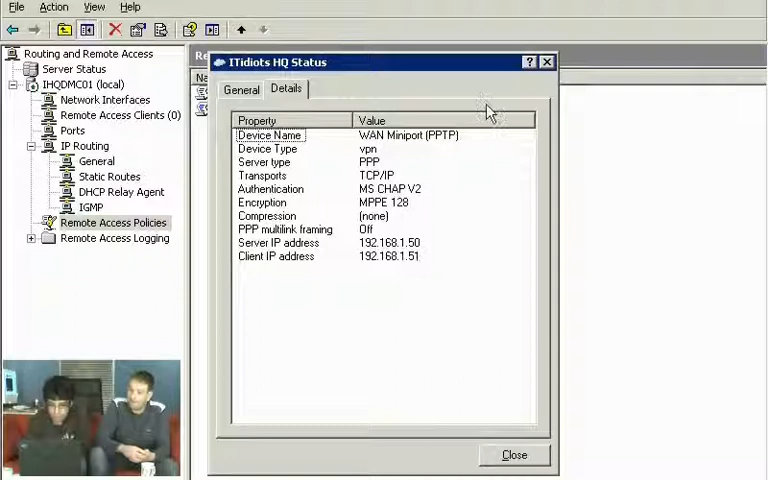 File Action View Help
Routing and Remote Access
Server Status
IHQDMC01 (local)
Network Interfaces
Remote Access Clients (0)
Ports
IP Routing
General
Static Routes
DHCP Relay Agent
IGMP
Remote Access Policies
Remote Access Logging
ITidiots HQ Status
General Details
Property Value
Device Name WAN Miniport (PPTP)
Device Type vpn
Server type PPP
Transports TCP/IP
Authentication MS CHAP V2
Encryption MPPE 128
Compression (none)
PPP multilink framing Off
Server IP address 192.168.1.50
Client IP address 192.168.1.51
Close